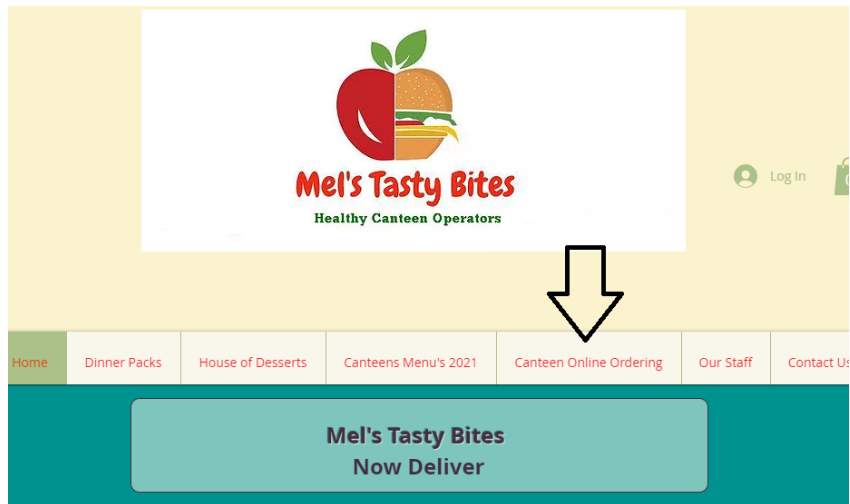 Mel's Tasty Bites
Healthy Canteen Operators
Log In
Home
Dinner Packs
House of Desserts
Canteens Menu's 2021
Canteen Online Ordering
Our Staff
Contact Us
Mel's Tasty Bites
Now Deliver